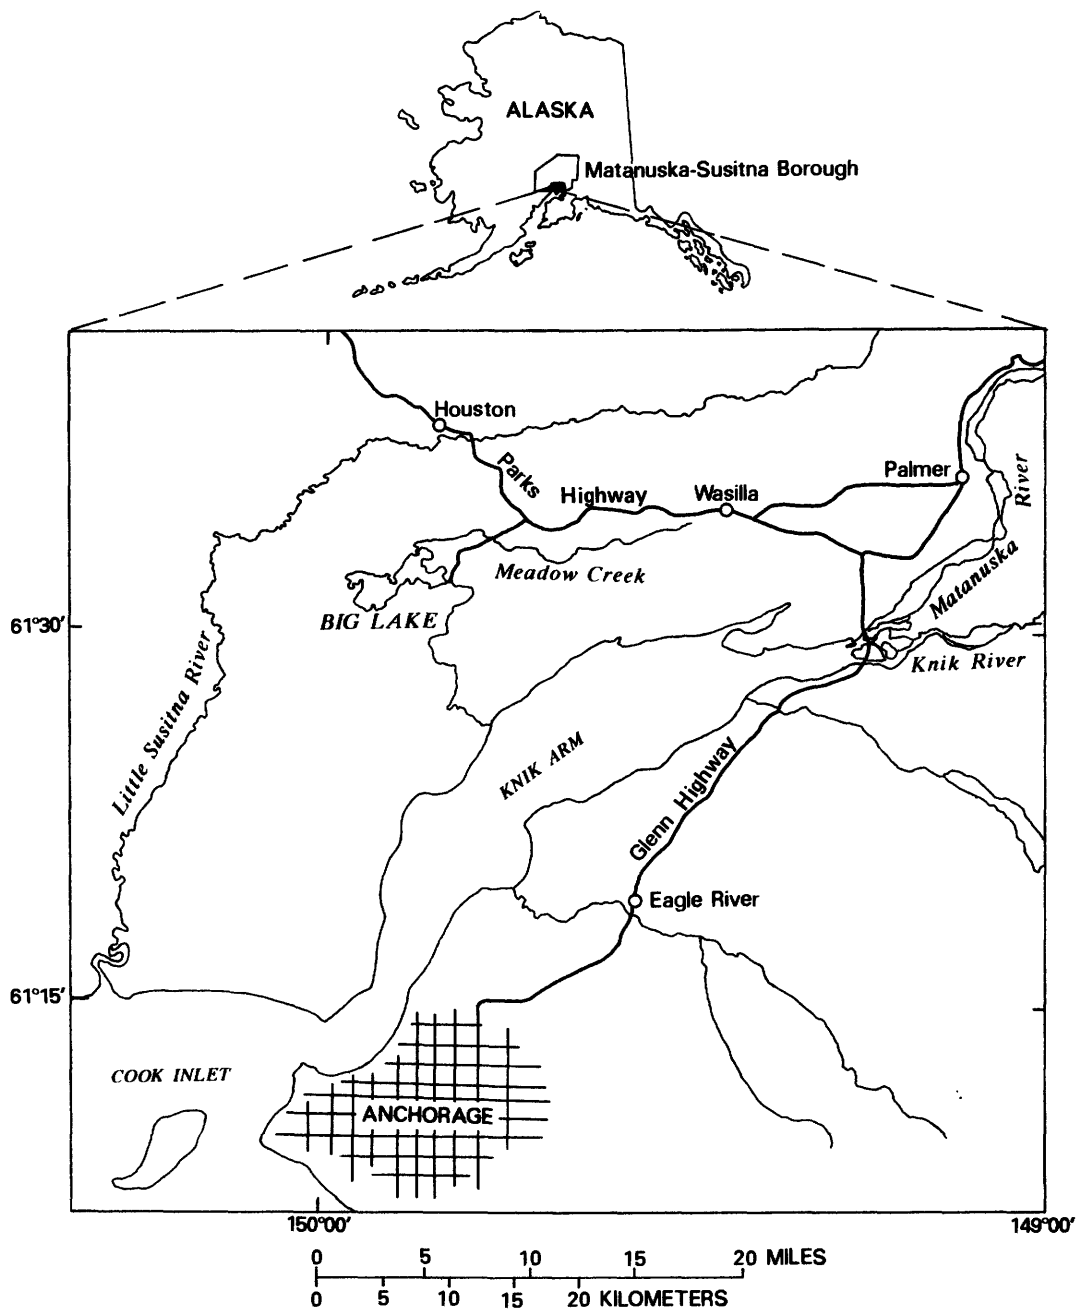 ALASKA
Matanuska-Susitna Borough
Houston
Parks
Highway
Wasilla
Palmer
River
Matanuska
Meadow Creek
BIG LAKE
61°30'
Knik River
Little Susitna River
KNIK ARM
Glenn Highway
Eagle River
61°15'
COOK INLET
ANCHORAGE
150°00'
149°00'
0 5 10 15 20 MILES
0 5 10 15 20 KILOMETERS